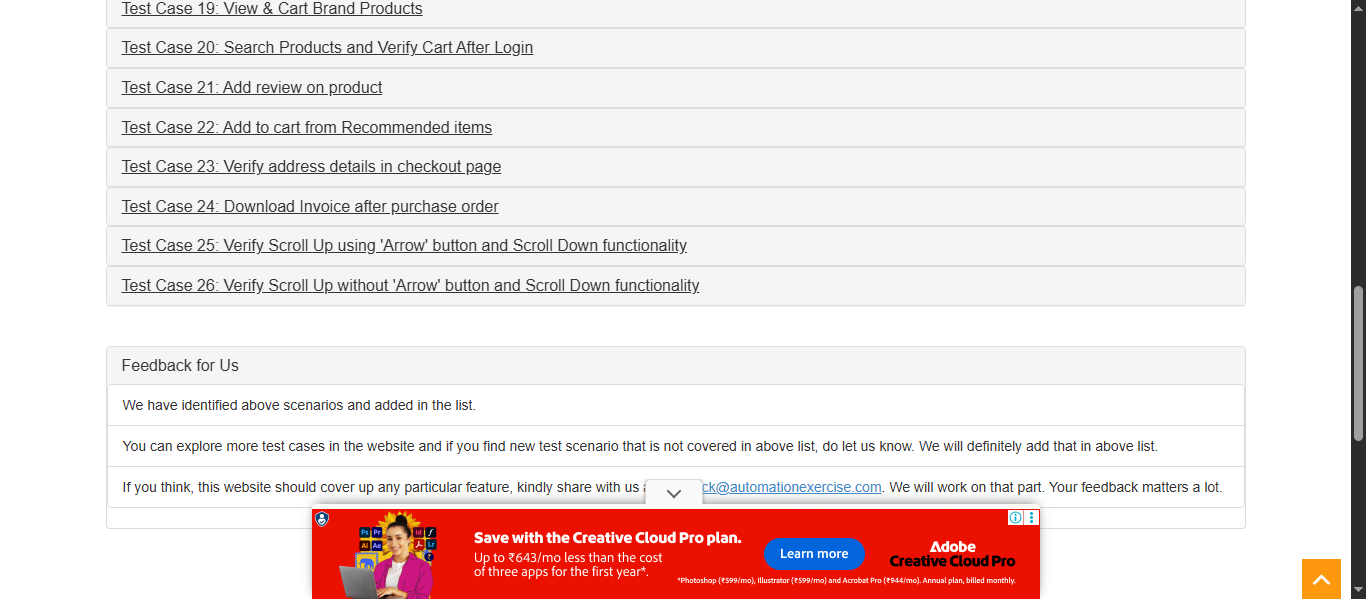 Test Case 19: View & Cart Brand Products
Test Case 20: Search Products and Verify Cart After Login
Test Case 21: Add review on product
Test Case 22: Add to cart from Recommended items
Test Case 23: Verify address details in checkout page
Test Case 24: Download Invoice after purchase order
Test Case 25: Verify Scroll Up using 'Arrow' button and Scroll Down functionality
Test Case 26: Verify Scroll Up without 'Arrow' button and Scroll Down functionality
Feedback for Us
We have identified above scenarios and added in the list.
You can explore more test cases in the website and if you find new test scenario that is not covered in above list, do let us know. We will definitely add that in above list.
If you think, this website should cover up any particular feature, kindly share with us ck@automationexercise.com. We will work on that part. Your feedback matters a lot.
Ps Pr Id
Ai Ae Lr
Save with the Creative Cloud Pro plan.
Up to ₹643/mo less than the cost
of three apps for the first year*.
Learn more
Adobe
Creative Cloud Pro
*Photoshop (₹599/mo), Illustrator (₹599/mo) and Acrobat Pro (₹944/mo). Annual plan, billed monthly.